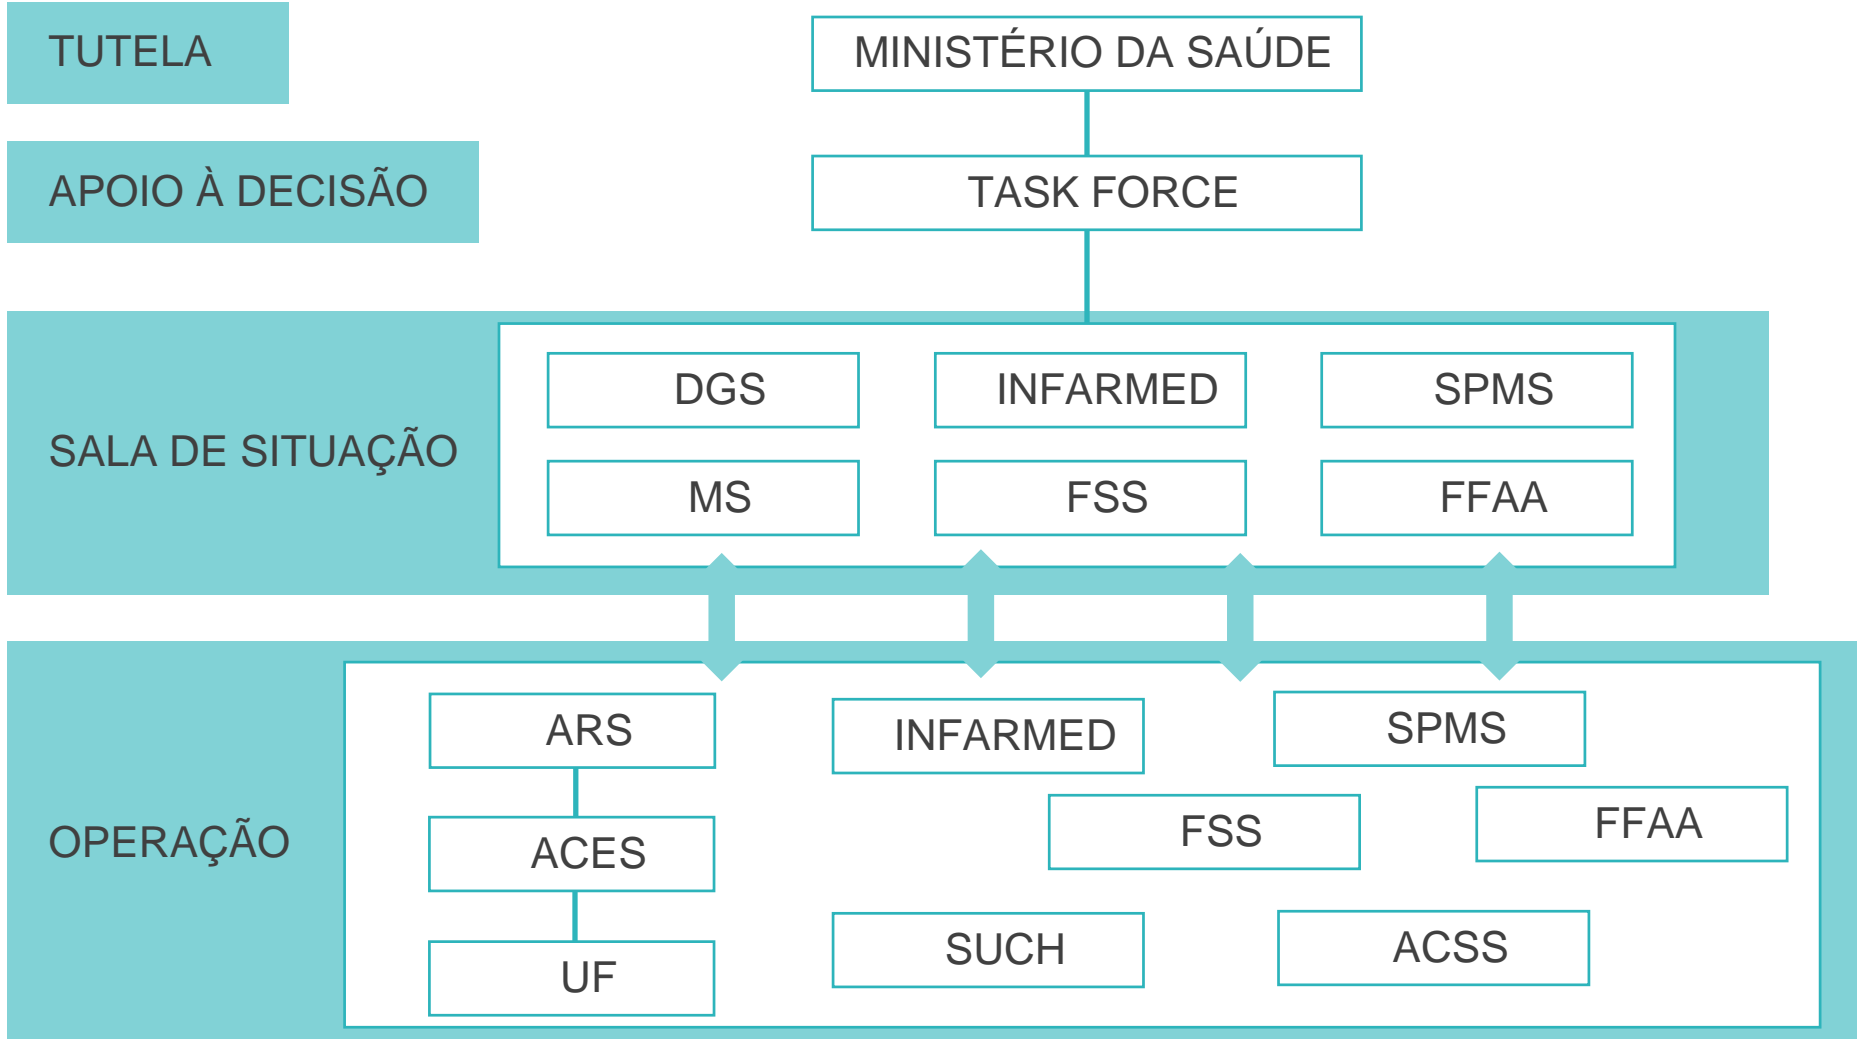 TUTELA
MINISTÉRIO DA SAÚDE
APOIO À DECISÃO
TASK FORCE
SALA DE SITUAÇÃO
DGS
INFARMED
SPMS
MS
FSS
FFAA
OPERAÇÃO
ARS
INFARMED
SPMS
ACES
FSS
FFAA
UF
SUCH
ACSS